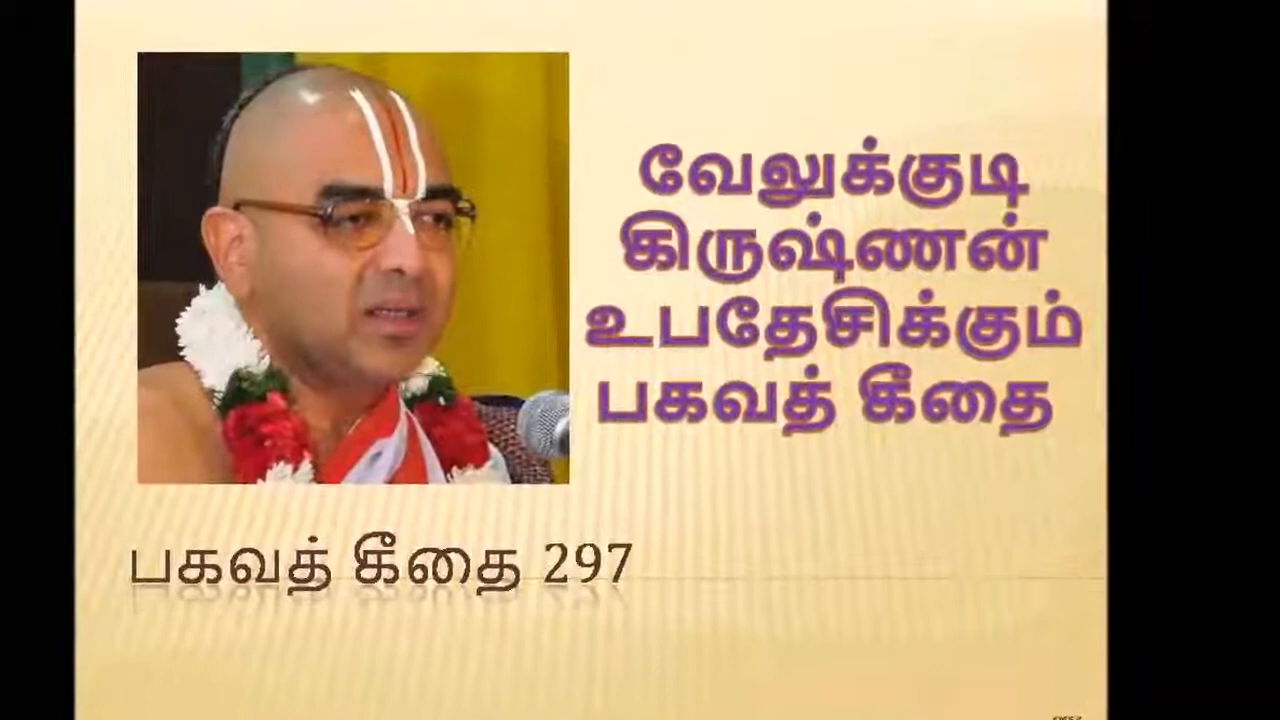 வேலுக்குடி
கிருஷ்ணன்
உபதேசிக்கும்
பகவத் கீதை
பகவத் கீதை 297